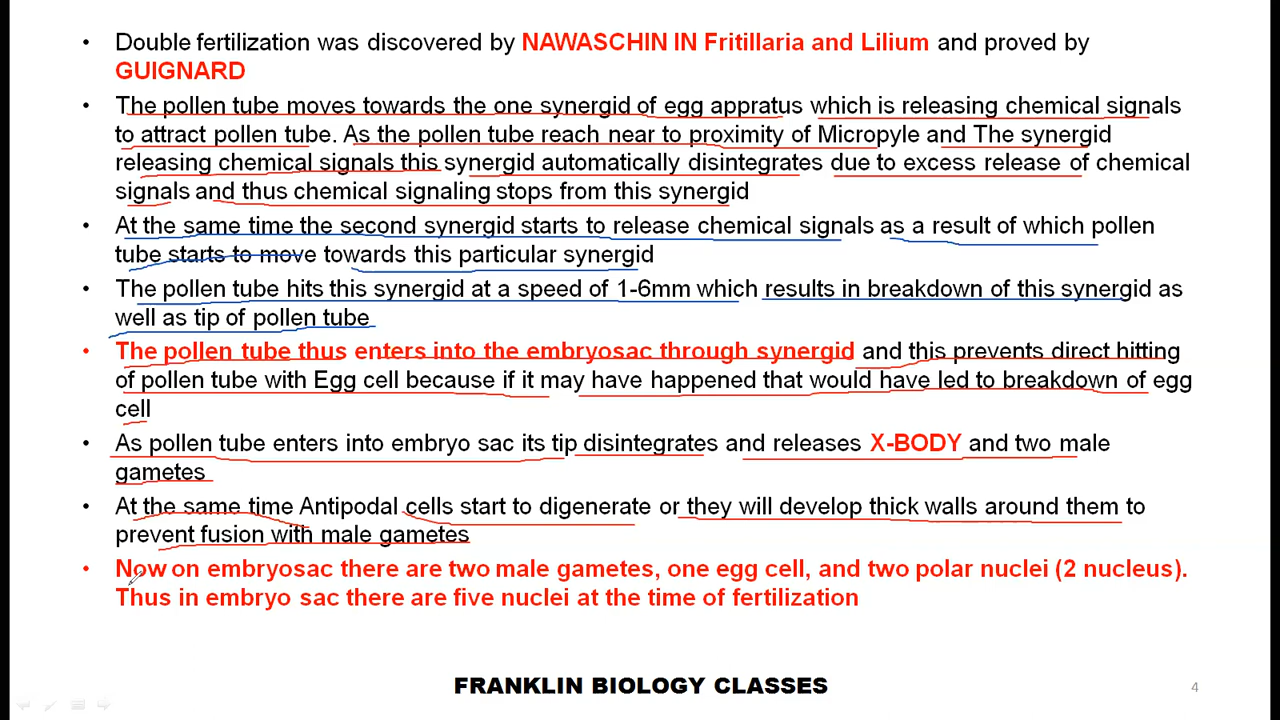 • Double fertilization was discovered by NAWASCHIN IN Fritillaria and Lilium and proved by
GUIGNARD
• The pollen tube moves towards the one synergid of egg appratus which is releasing chemical signals
to attract pollen tube. As the pollen tube reach near to proximity of Micropyle and The synergid
releasing chemical signals this synergid automatically disintegrates due to excess release of chemical
signals and thus chemical signaling stops from this synergid
• At the same time the second synergid starts to release chemical signals as a result of which pollen
tube starts to move towards this particular synergid
• The pollen tube hits this synergid at a speed of 1-6mm which results in breakdown of this synergid as
well as tip of pollen tube
• The pollen tube thus enters into the embryosac through synergid and this prevents direct hitting
of pollen tube with Egg cell because if it may have happened that would have led to breakdown of egg
cell
• As pollen tube enters into embryo sac its tip disintegrates and releases X-BODY and two male
gametes
• At the same time Antipodal cells start to digenerate or they will develop thick walls around them to
prevent fusion with male gametes
• Now on embryosac there are two male gametes, one egg cell, and two polar nuclei (2 nucleus).
Thus in embryo sac there are five nuclei at the time of fertilization
FRANKLIN BIOLOGY CLASSES
4